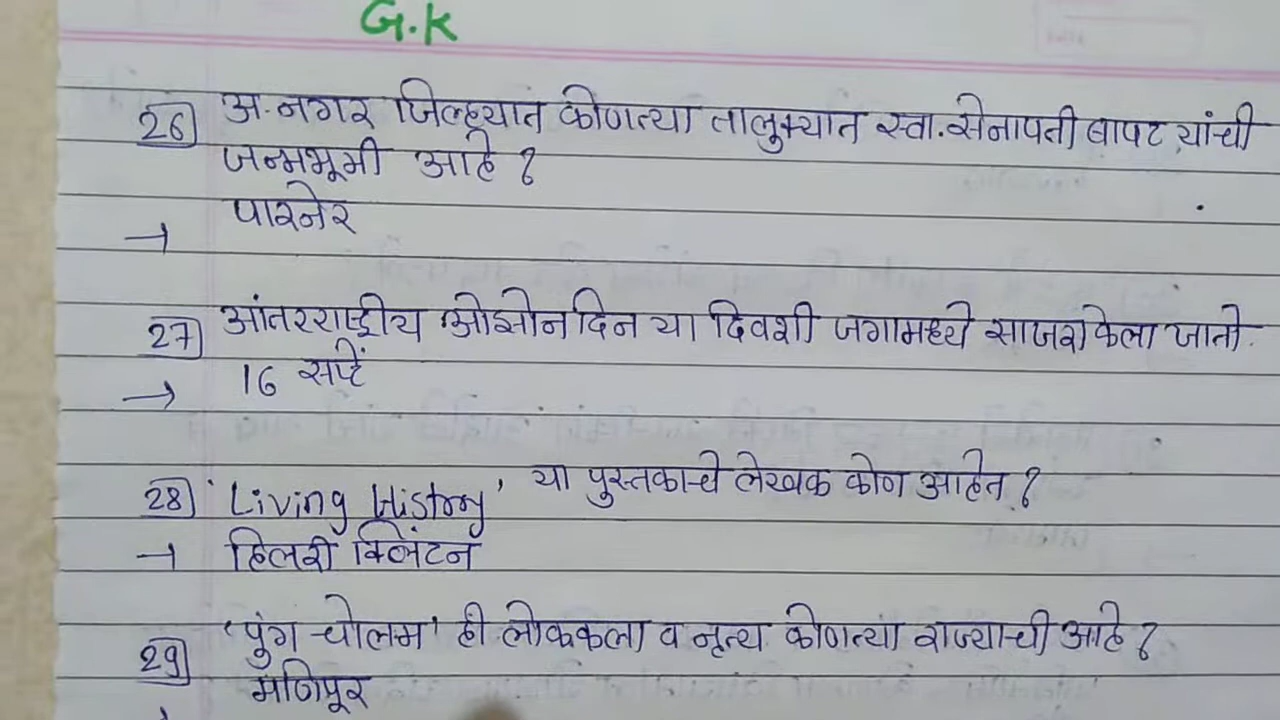 G.K
26 अ.नगर जिल्ह्यात कोणत्या तालुक्यात स्वा.सेनापती बापट यांची
जन्मभूमी आहे ?
→ पारनेर
27 आंतरराष्ट्रीय ओझोन दिन या दिवशी जगामध्ये साजरा केला जातो.
→ 16 सप्टें
28 'Living History' या पुस्तकाचे लेखक कोण आहेत ?
→ हिलरी क्लिंटन
29 'पुंग चोलम' ही लोककला व नृत्य कोणत्या राज्याची आहे ?
→ मणिपूर